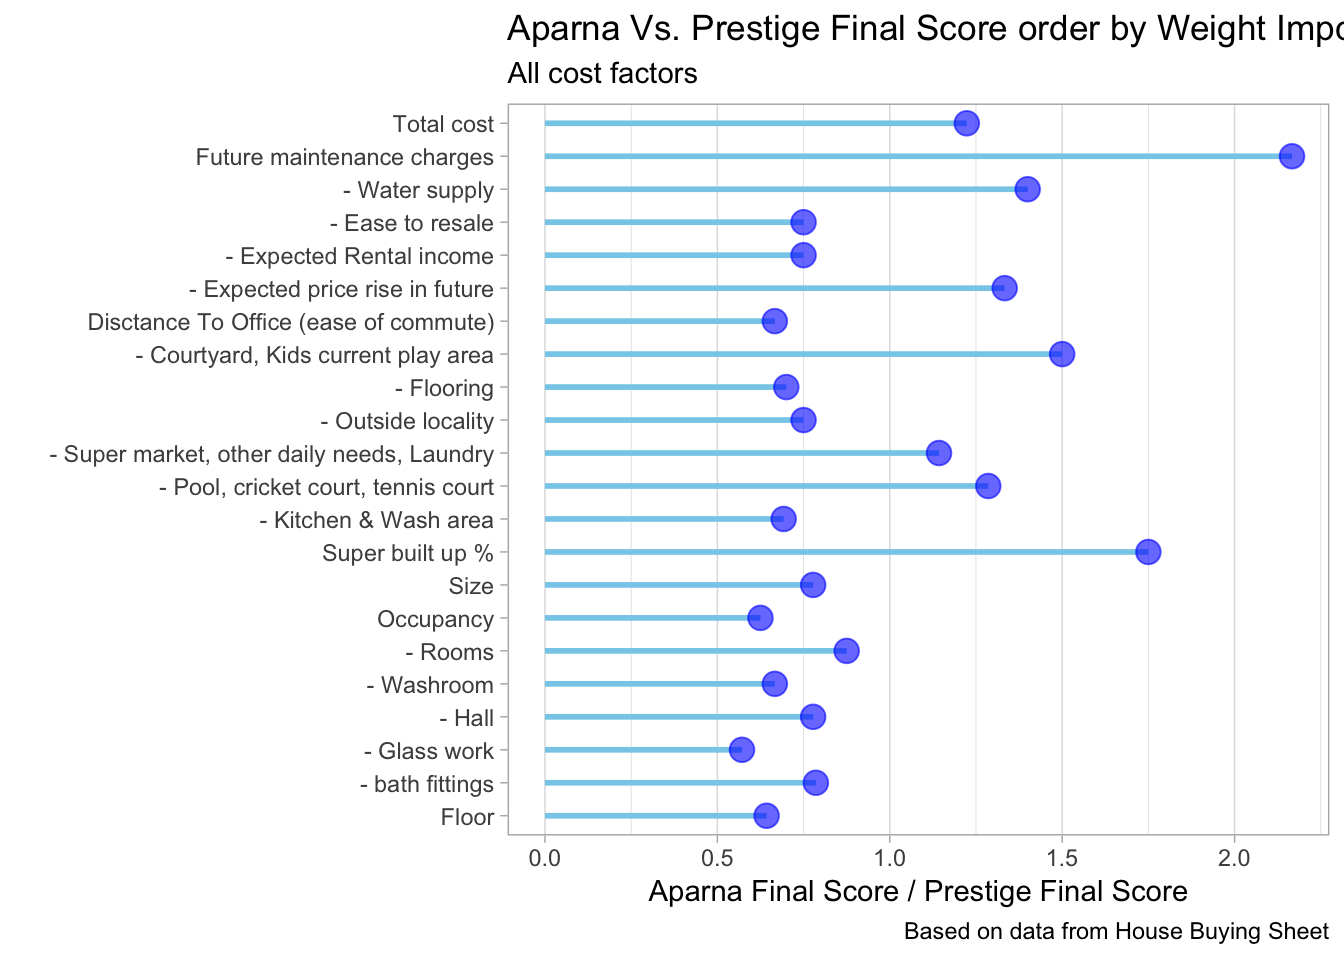 Aparna Vs. Prestige Final Score order by Weight Impo
All cost factors
Total cost
Future maintenance charges
- Water supply
- Ease to resale
- Expected Rental income
- Expected price rise in future
Disctance To Office (ease of commute)
- Courtyard, Kids current play area
- Flooring
- Outside locality
- Super market, other daily needs, Laundry
- Pool, cricket court, tennis court
- Kitchen & Wash area
Super built up %
Size
Occupancy
- Rooms
- Washroom
- Hall
- Glass work
- bath fittings
Floor
0.0 0.5 1.0 1.5 2.0
Aparna Final Score / Prestige Final Score
Based on data from House Buying Sheet